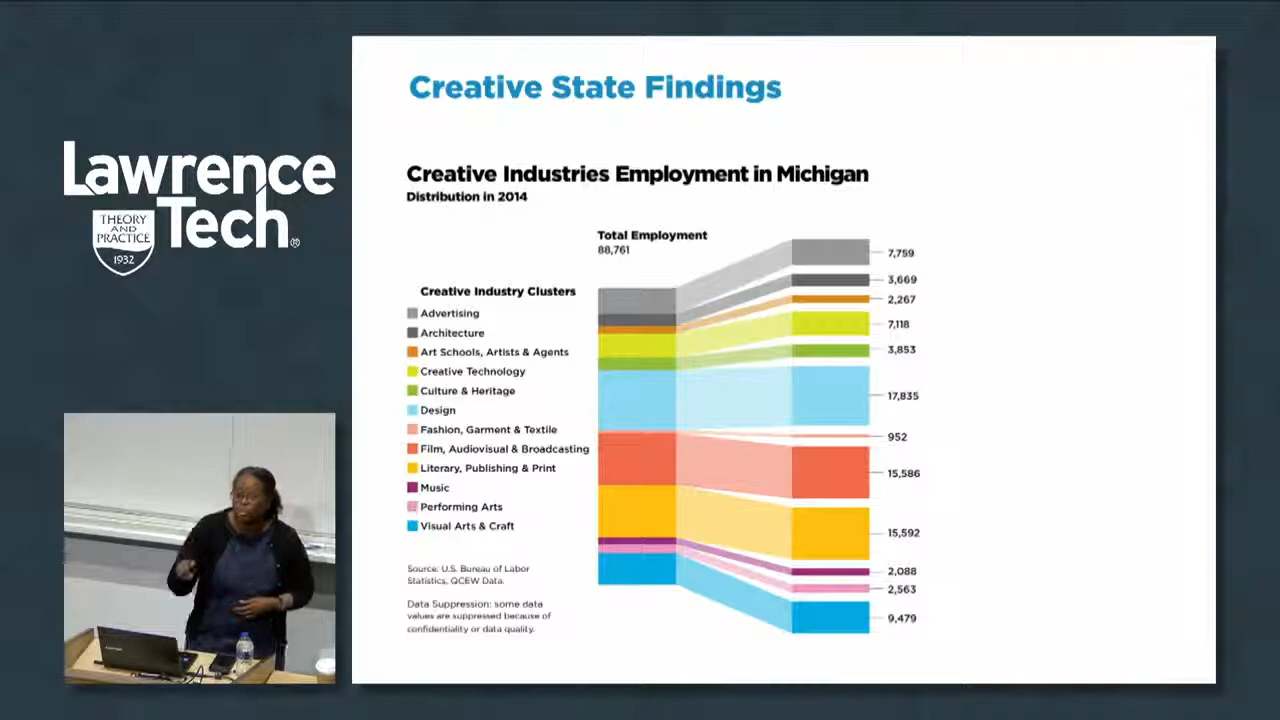 Lawrence
Tech®
THEORY
AND
PRACTICE
1932
Creative State Findings
Creative Industries Employment in Michigan
Distribution in 2014
Total Employment
88,761
Creative Industry Clusters
Advertising
Architecture
Art Schools, Artists & Agents
Creative Technology
Culture & Heritage
Design
Fashion, Garment & Textile
Film, Audiovisual & Broadcasting
Literary, Publishing & Print
Music
Performing Arts
Visual Arts & Craft
7,759
3,669
2,267
7,118
3,853
17,835
952
15,586
15,592
2,088
2,563
9,479
Source: U.S. Bureau of Labor
Statistics, QCEW Data.
Data Suppression: some data
values are suppressed because of
confidentiality or data quality.